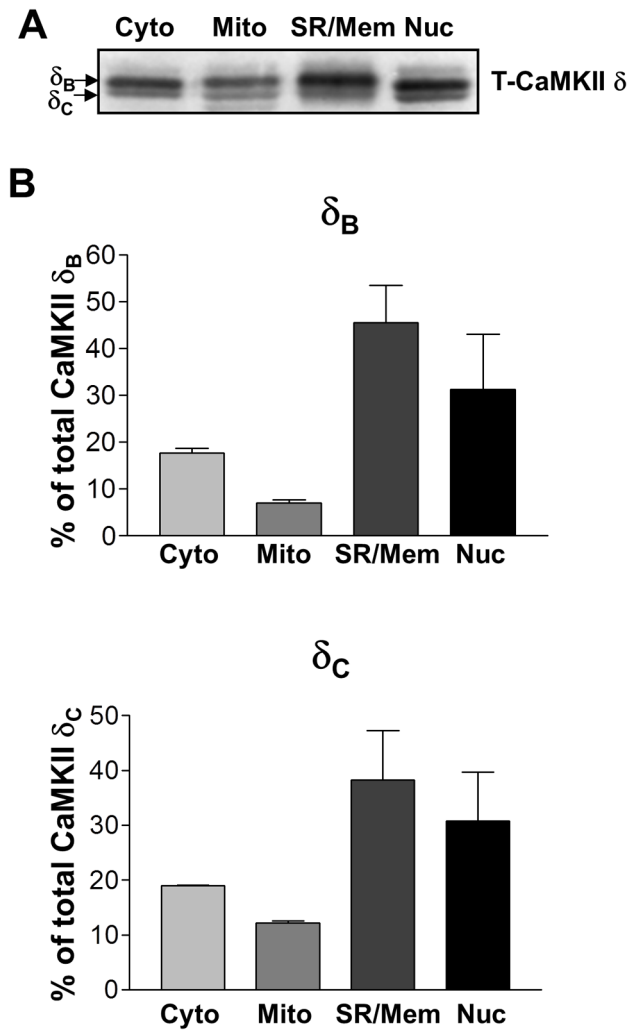 A
Cyto Mito SR/Mem Nuc
δB
δC
T-CaMKII δ
B
δB
% of total CaMKII δB
60
50
40
30
20
10
0
Cyto Mito SR/Mem Nuc
δC
% of total CaMKII δC
50
40
30
20
10
0
Cyto Mito SR/Mem Nuc